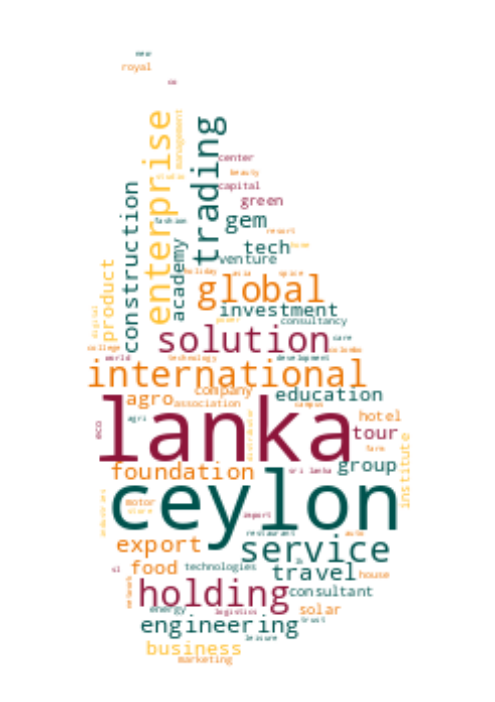 new
royal
co
enterprise
management
trading
studio
center
beauty
construction
capital
green
fashion
gem
resort
academy
tech
home
venture
product
holiday
asia
spice
global
digital
investment
consultancy
solution
care
college
colombo
world
technology
development
international
company
education
agro
association
campus
lanka
agri
hotel
eco
tour
farm
institute
foundation
sri lanka
group
ceylon
industries
motor
store
import
restaurant
auto
export
service
food
technologies
sl
travel
house
network
holding
consultant
energy
logistics
solar
engineering
trust
leisure
business
marketing